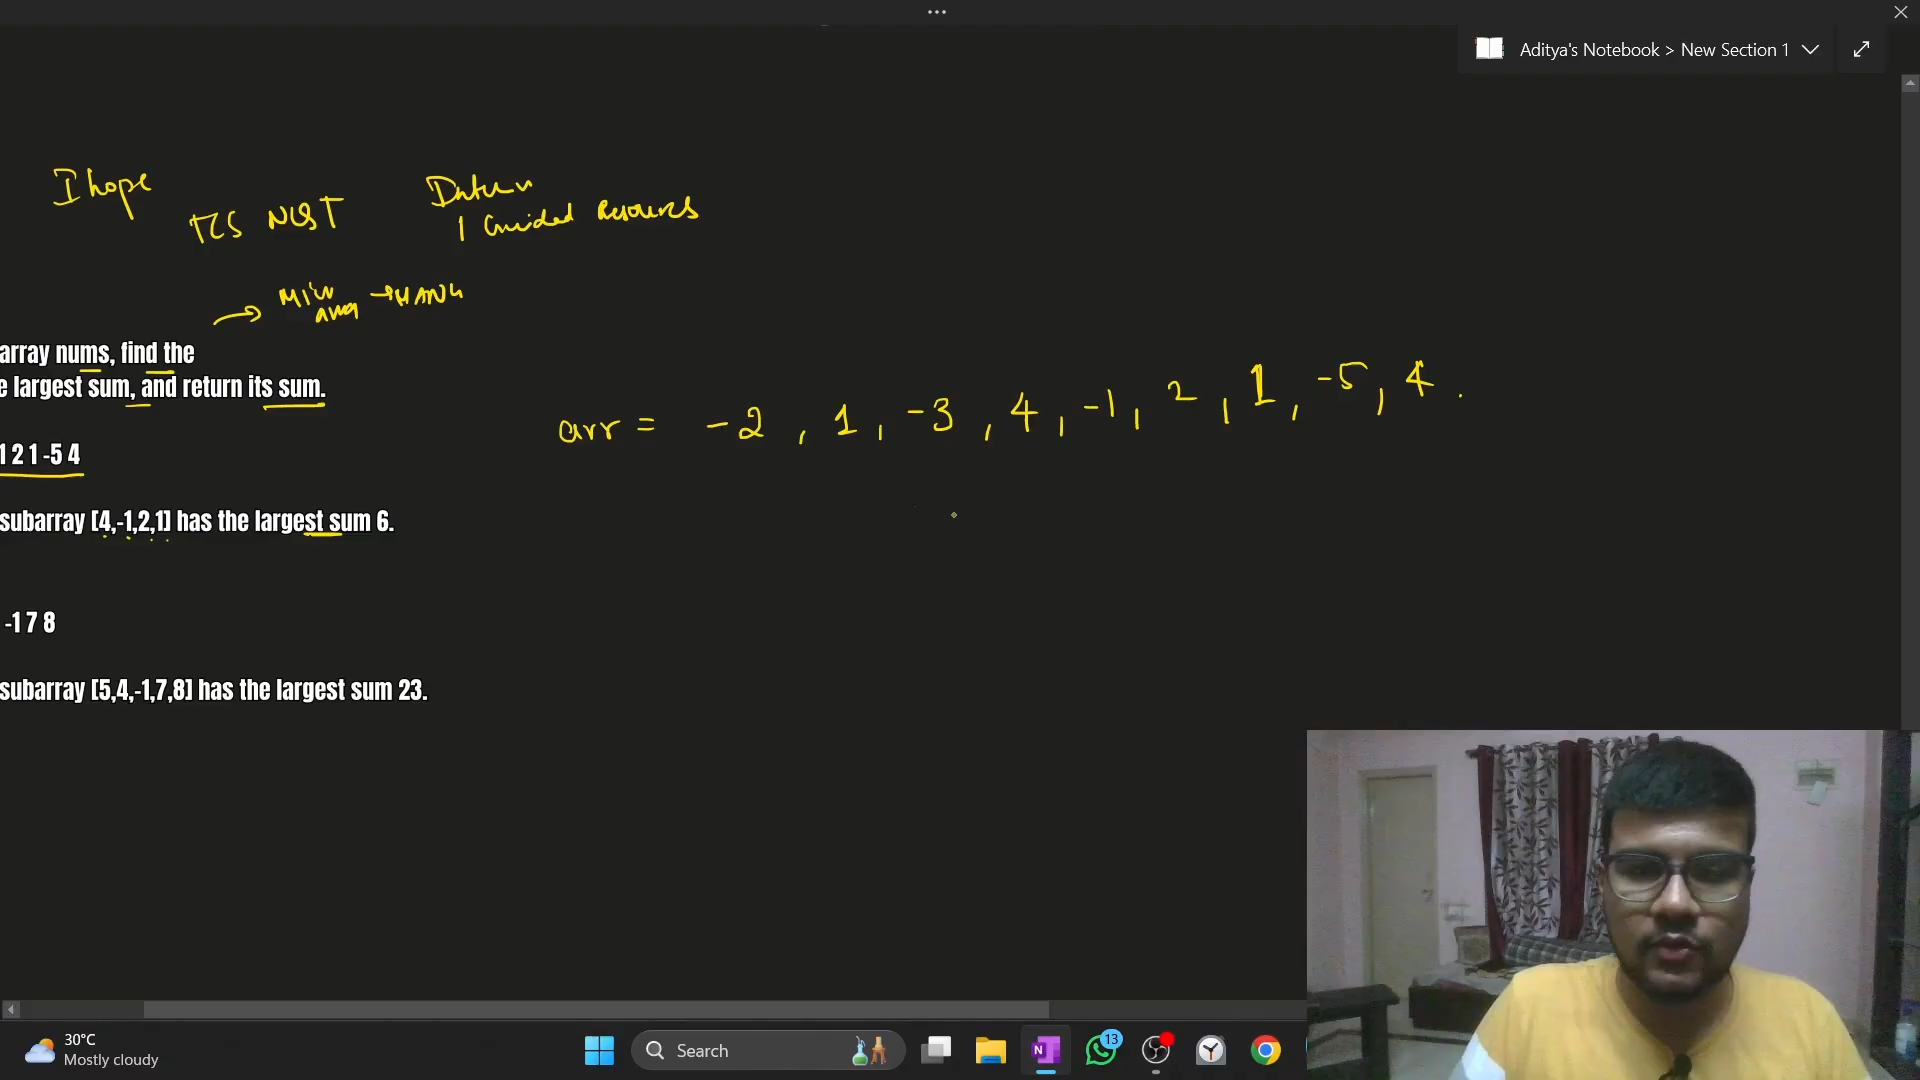 Aditya's Notebook > New Section 1
I hope
TCS NQT
1 Guided Resources
array nums, find the
e largest sum, and return its sum.
arr = -2, 1, -3, 4, -1, 2, 1, -5, 4.
1 2 1 -5 4
subarray [4,-1,2,1] has the largest sum 6.
-1 7 8
subarray [5,4,-1,7,8] has the largest sum 23.
30°C
Mostly cloudy
Search
13